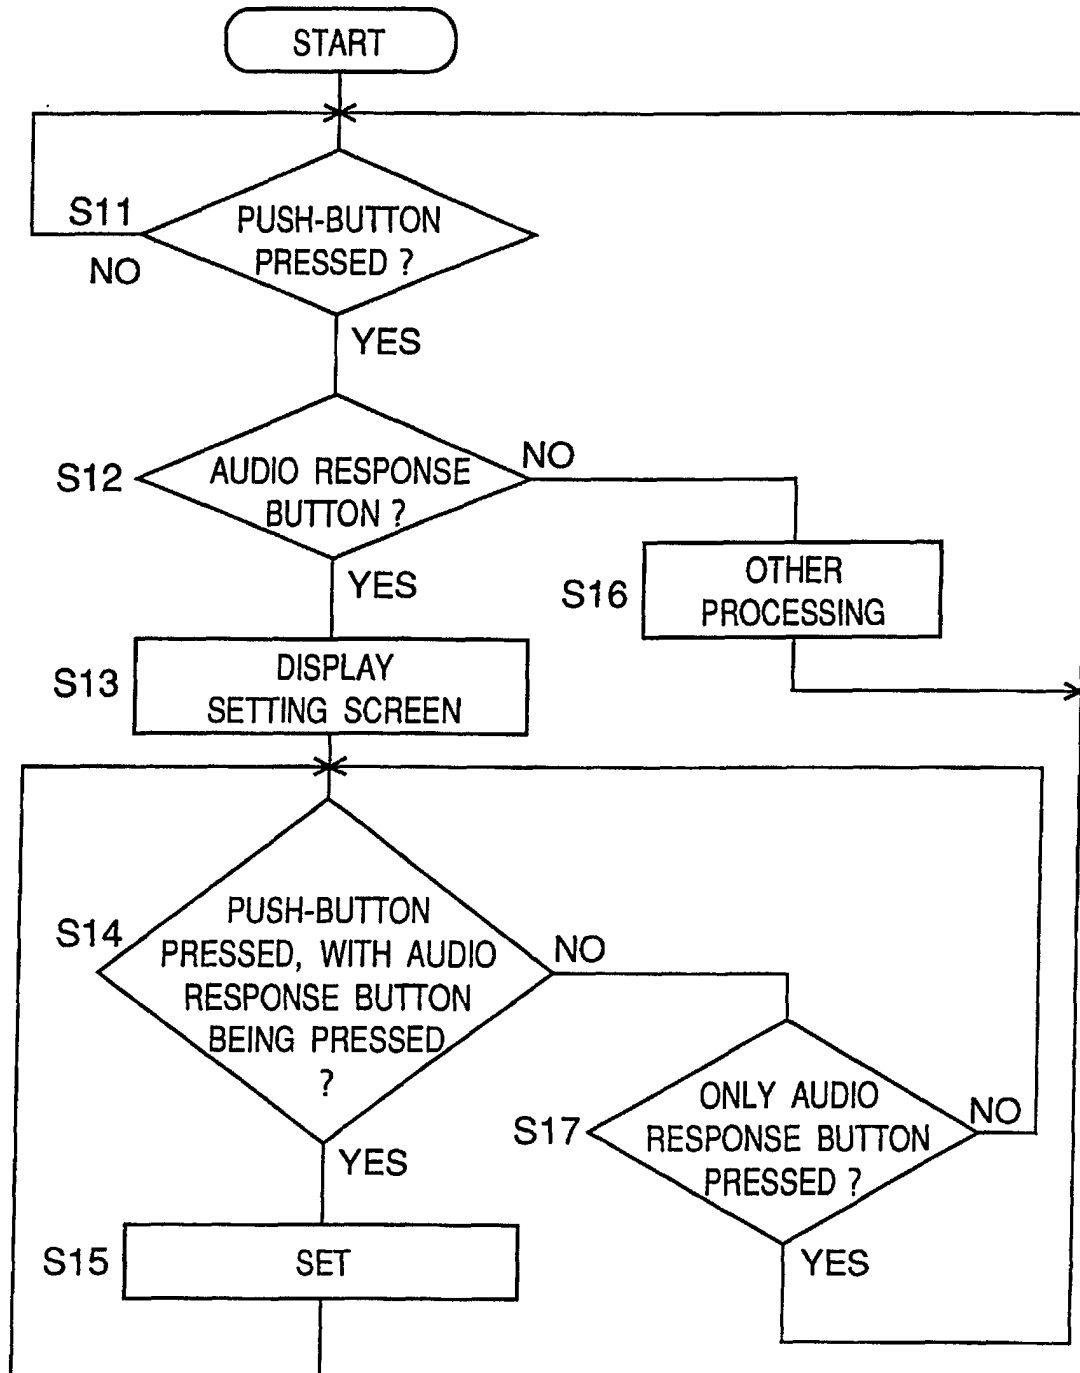 START
S11
PUSH-BUTTON
PRESSED ?
NO
YES
S12
AUDIO RESPONSE
BUTTON ?
NO
YES
S16
OTHER
PROCESSING
S13
DISPLAY
SETTING SCREEN
S14
PUSH-BUTTON
PRESSED, WITH AUDIO
RESPONSE BUTTON
BEING PRESSED
?
NO
YES
S17
ONLY AUDIO
RESPONSE BUTTON
PRESSED ?
NO
YES
S15
SET